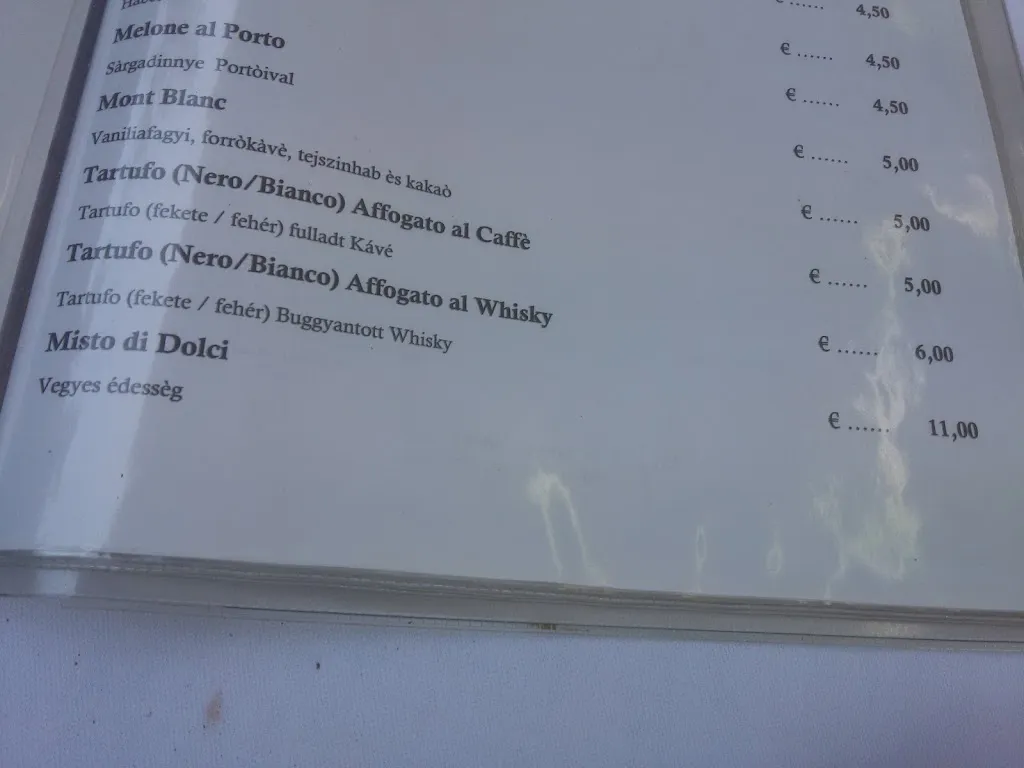 € ...... 4,50
€ ...... 4,50
€ ...... 4,50
Melone al Porto € ...... 5,00
Sàrgadinnye Portòival
Mont Blanc € ...... 5,00
Vaniliafagyi, forròkàvè, tejszinhab ès kakaò
Tartufo (Nero/Bianco) Affogato al Caffè € ...... 5,00
Tartufo (fekete / fehér) fulladt Kávé
Tartufo (Nero/Bianco) Affogato al Whisky € ...... 6,00
Tartufo (fekete / fehér) Buggyantott Whisky
Misto di Dolci € ...... 11,00
Vegyes édessèg